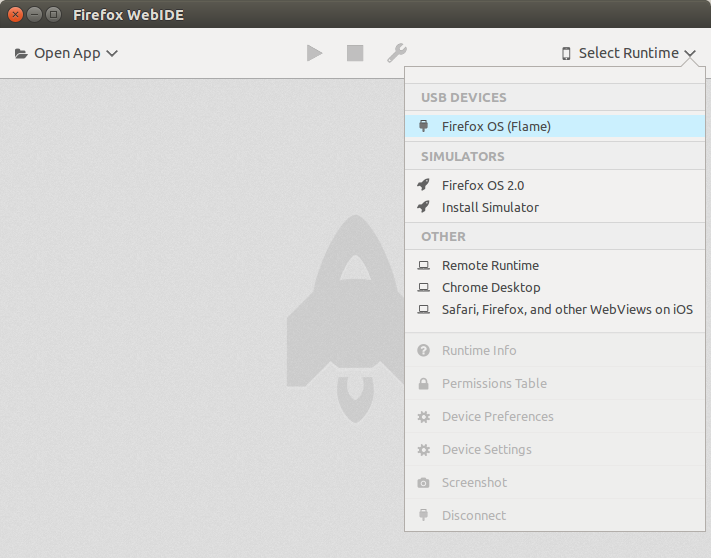 Firefox WebIDE
Open App
Select Runtime
USB DEVICES
Firefox OS (Flame)
SIMULATORS
Firefox OS 2.0
Install Simulator
OTHER
Remote Runtime
Chrome Desktop
Safari, Firefox, and other WebViews on iOS
Runtime Info
Permissions Table
Device Preferences
Device Settings
Screenshot
Disconnect